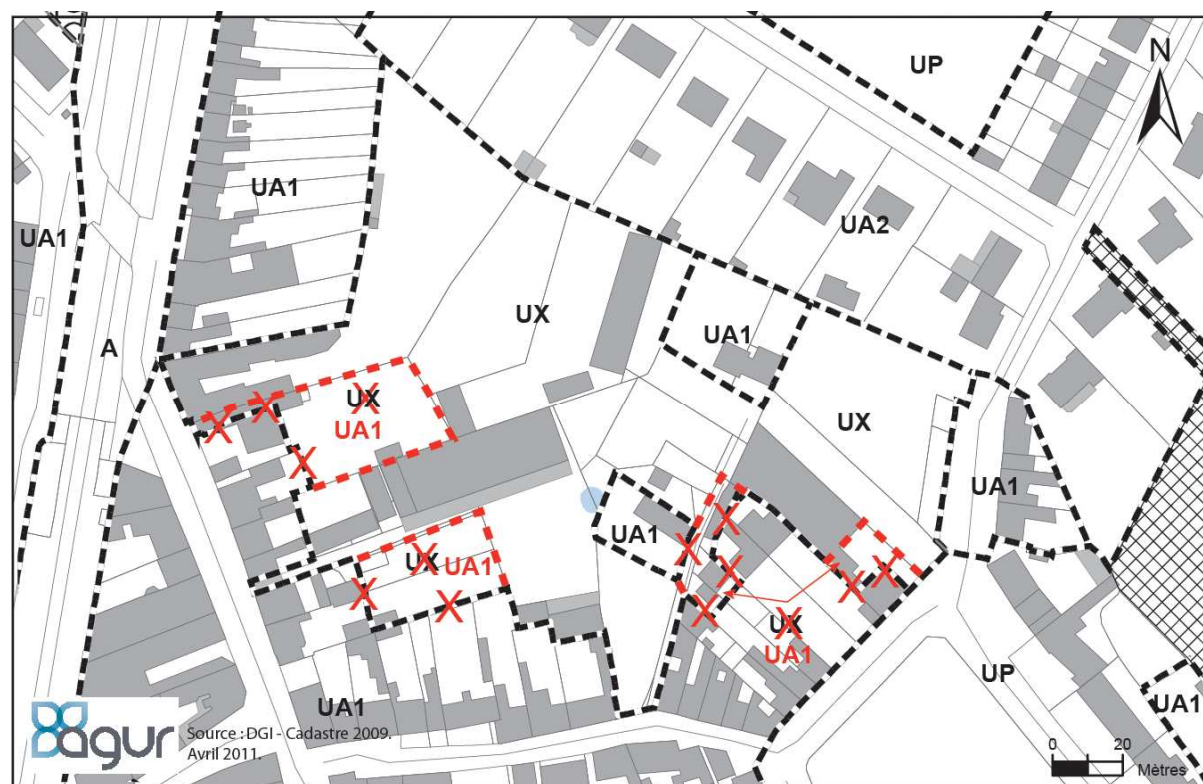 UP
N
UA1
UA2
UA1
UX
UA1
A
UX
UA1
UX
UA1
UA1
UX
UA1
UX
UA1
UP
UA1
UA1
agur
Source : DGI - Cadastre 2009.
Avril 2011.
0 20
Mètres